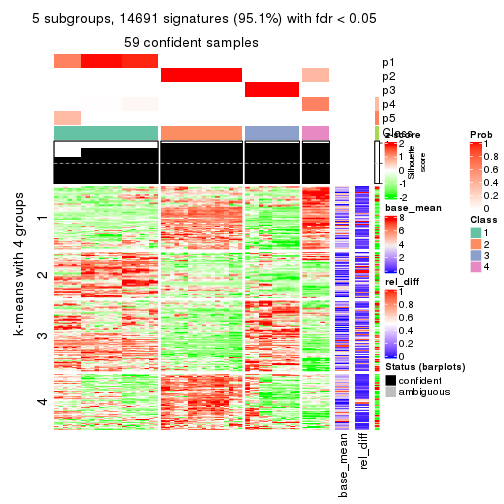 5 subgroups, 14691 signatures (95.1%) with fdr < 0.05
59 confident samples
p1
p2
p3
p4
p5
Class
Silhouette
score
k-means with 4 groups
1
2
3
4
base_mean
rel_diff
z-score
2
1
0
-1
-2
base_mean
8
6
4
2
0
rel_diff
1
0.8
0.6
0.4
0.2
0
Status (barplots)
confident
ambiguous
Prob
1
0.8
0.6
0.4
0.2
0
Class
1
2
3
4